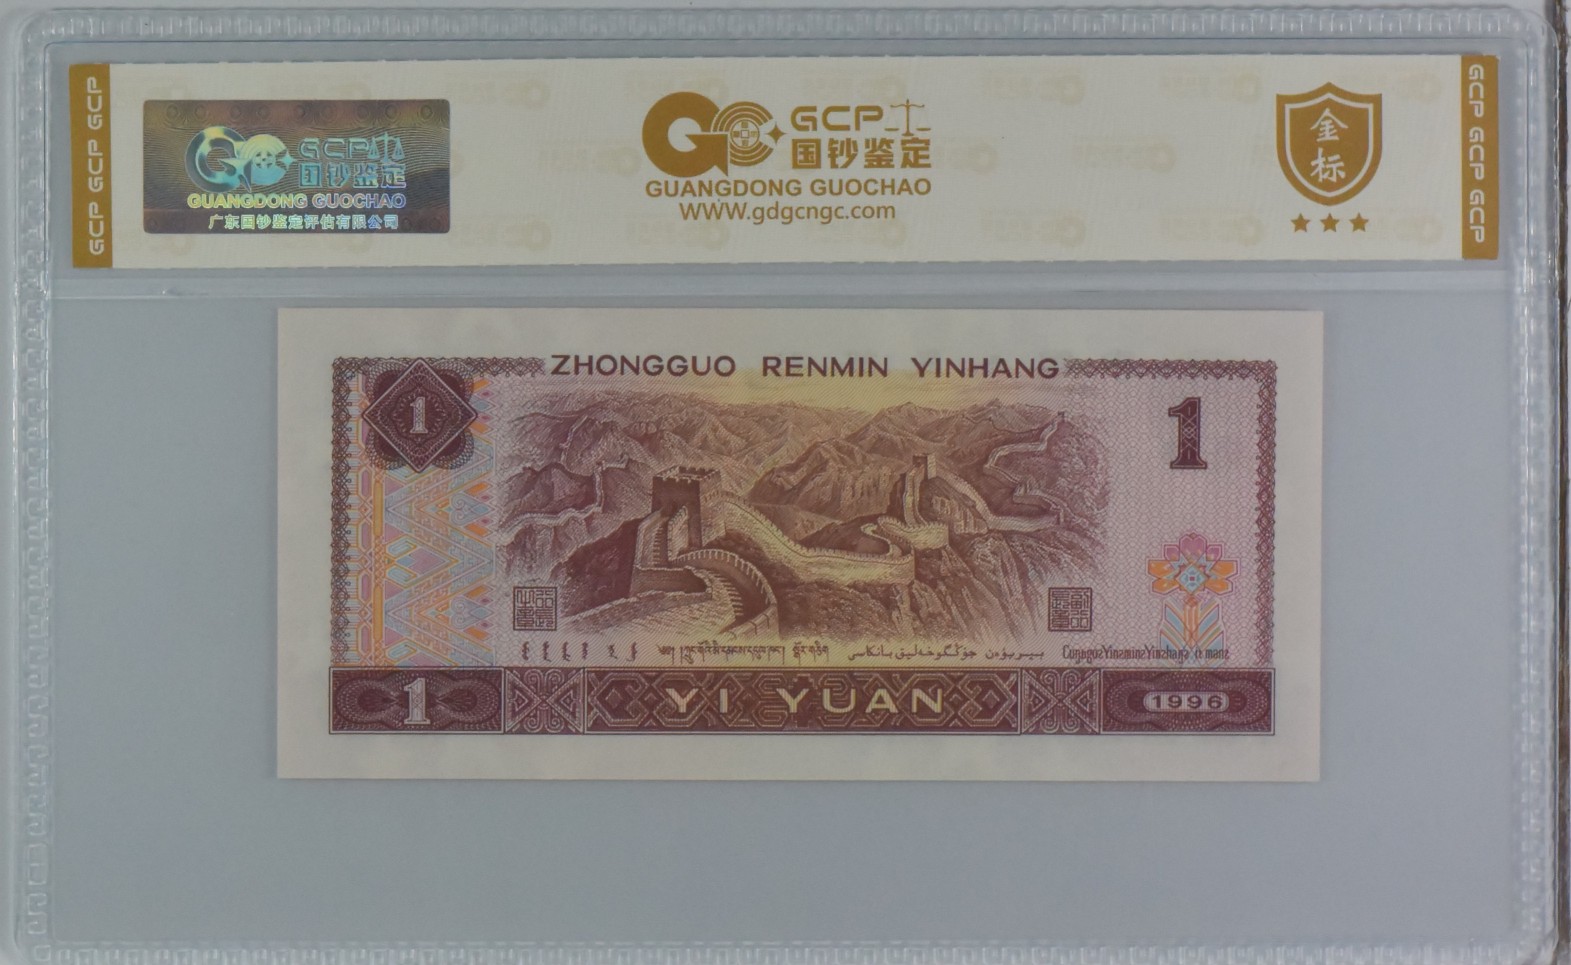 GCP GCP GCP
GCP
国钞鉴定
GUANGDONG GUOCHAO
广东国钞鉴定评估有限公司
GCP
国钞鉴定
GUANGDONG GUOCHAO
WWW.gdgcngc.com
金
标
GCP GCP GCP
ZHONGGUO RENMIN YINHANG
1
1
1
YI YUAN
1996